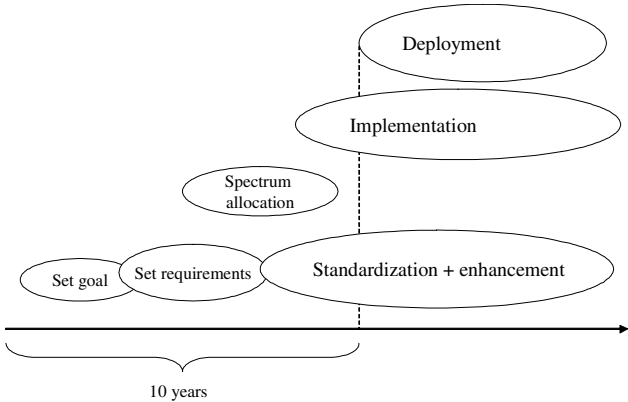 Deployment
Implementation
Spectrum
allocation
Set goal
Set requirements
Standardization + enhancement
10 years